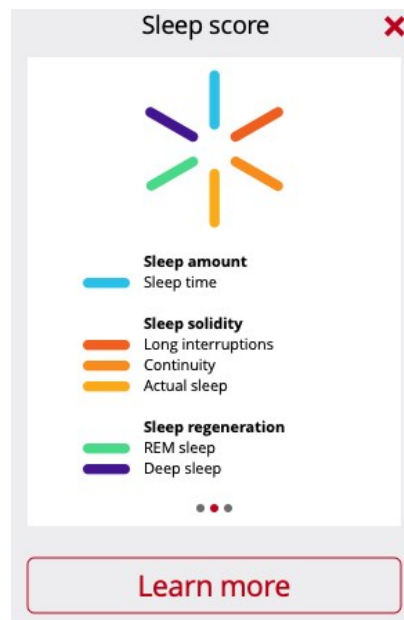 Sleep score
Sleep amount
Sleep time
Sleep solidity
Long interruptions
Continuity
Actual sleep
Sleep regeneration
REM sleep
Deep sleep
Learn more